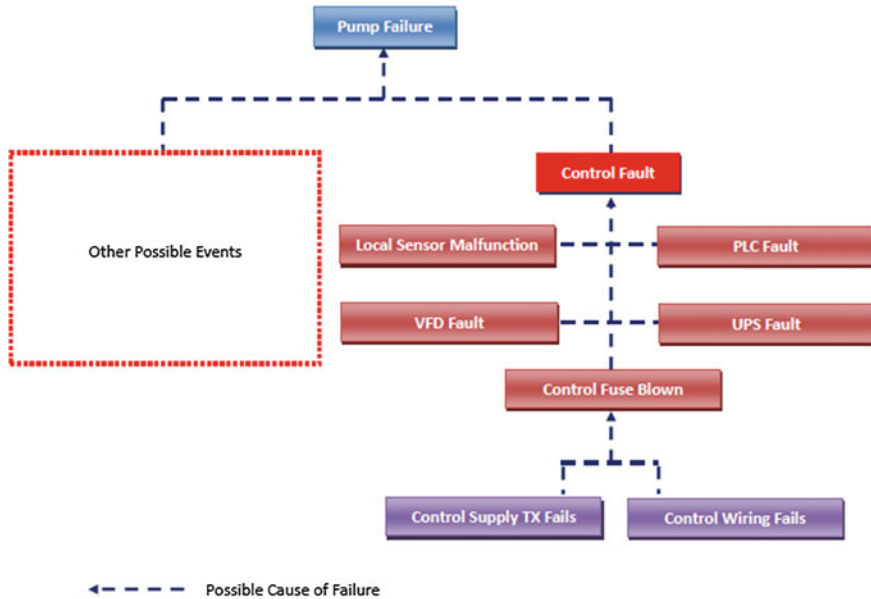 Pump Failure
Control Fault
Other Possible Events
Local Sensor Malfunction
PLC Fault
VFD Fault
UPS Fault
Control Fuse Blown
Control Supply TX Fails
Control Wiring Fails
Possible Cause of Failure